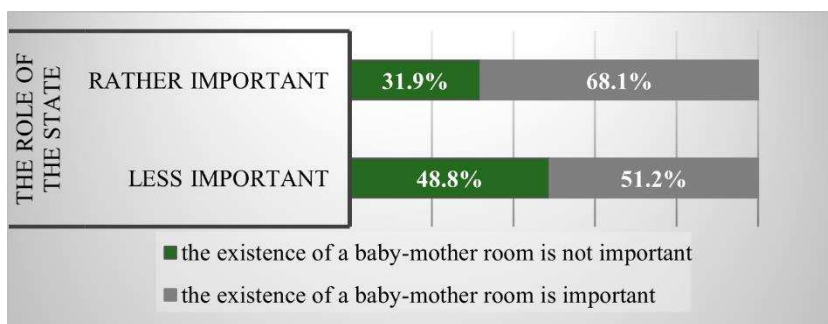 THE ROLE OF
THE STATE
RATHER IMPORTANT
31.9%
68.1%
LESS IMPORTANT
48.8%
51.2%
the existence of a baby-mother room is not important
the existence of a baby-mother room is important